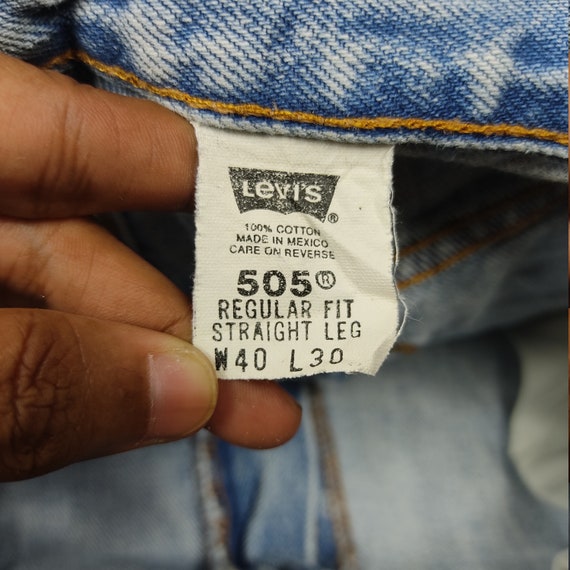 Levi's ®
100% COTTON
MADE IN MEXICO
CARE ON REVERSE
505®
REGULAR FIT
STRAIGHT LEG
W40 L30